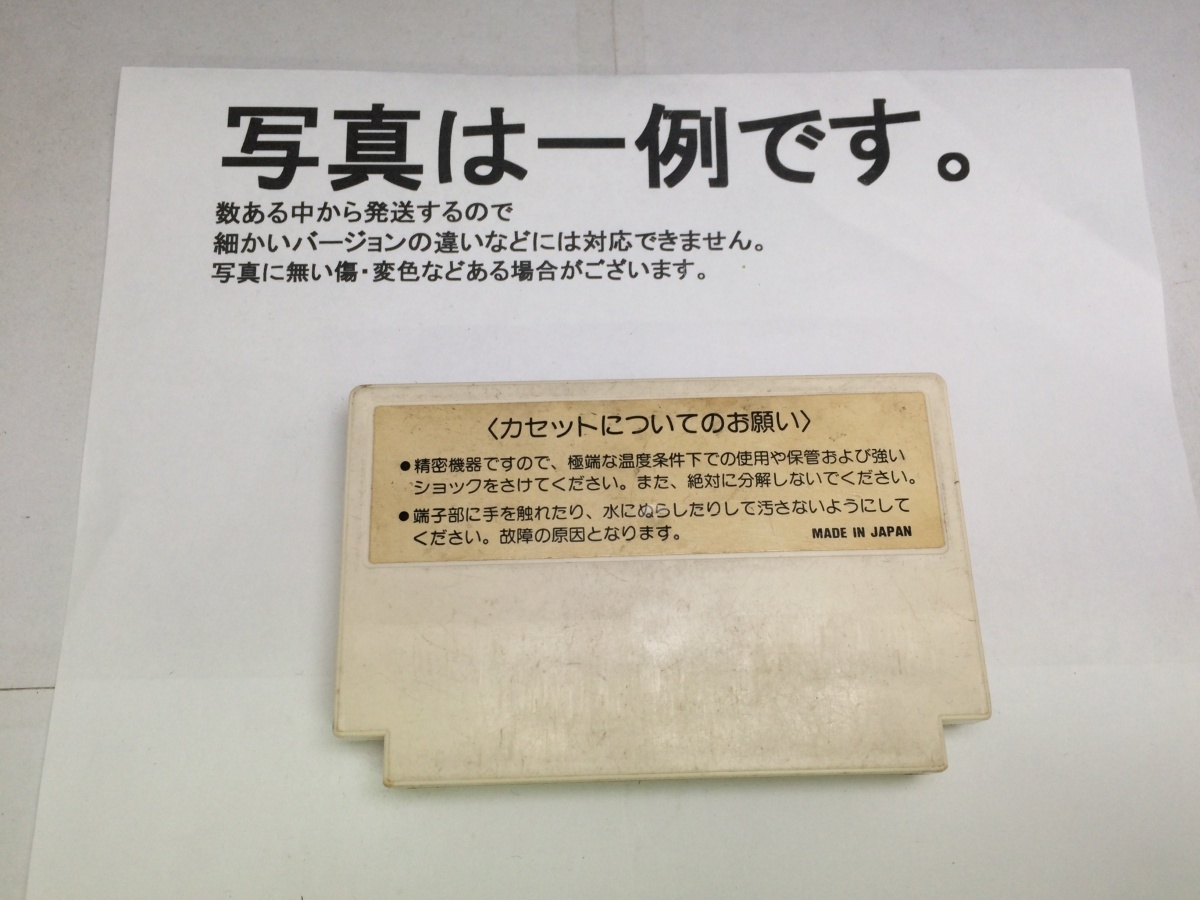 写真は一例です。
数ある中から発送するので
細かいバージョンの違いなどには対応できません。
写真に無い傷・変色などある場合がございます。
〈カセットについてのお願い〉
●精密機器ですので、極端な温度条件下での使用や保管および強い
ショックをさけてください。また、絶対に分解しないでください。
●端子部に手を触れたり、水にぬらしたりして汚さないようにして
ください。故障の原因となります。
MADE IN JAPAN